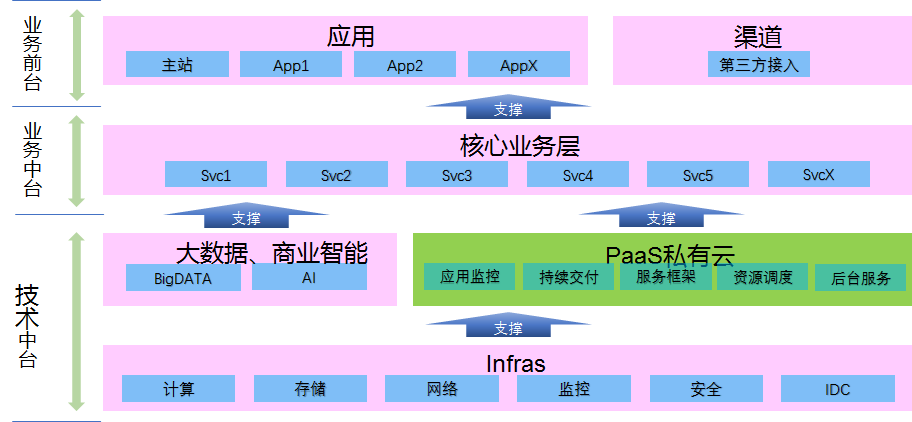 业务前台
应用
主站
App1
App2
AppX
渠道
第三方接入
支撑
业务中台
核心业务层
Svc1
Svc2
Svc3
Svc4
Svc5
SvcX
支撑
支撑
技术中台
大数据、商业智能
BigDATA
AI
PaaS私有云
应用监控
持续交付
服务框架
资源调度
后台服务
支撑
Infras
计算
存储
网络
监控
安全
IDC